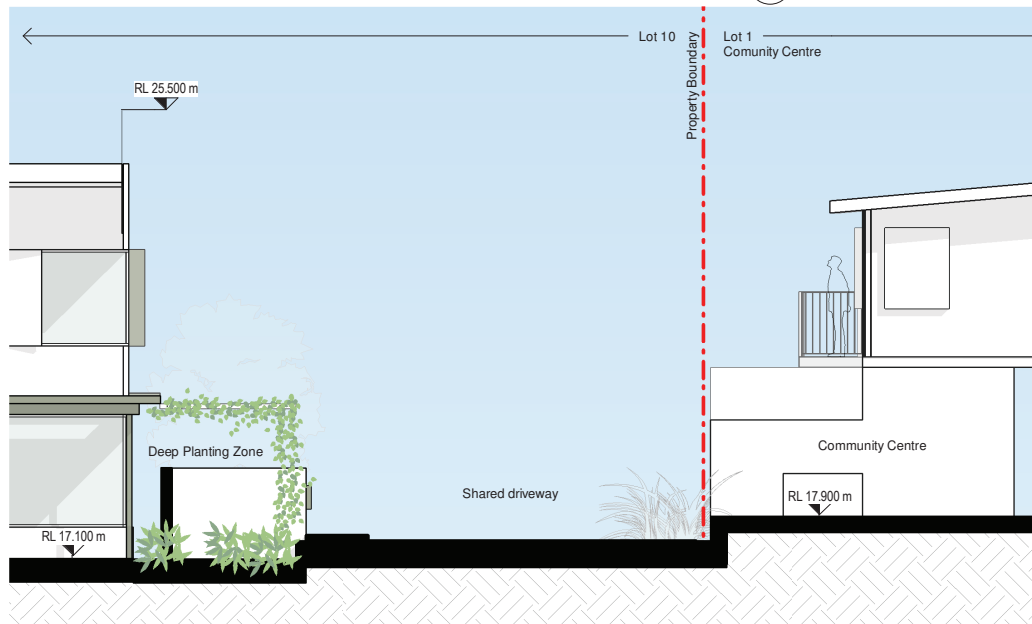 Lot 10
Property Boundary
Lot 1
Comunity Centre
RL 25.500 m
Deep Planting Zone
Community Centre
Shared driveway
RL 17.900 m
RL 17.100 m